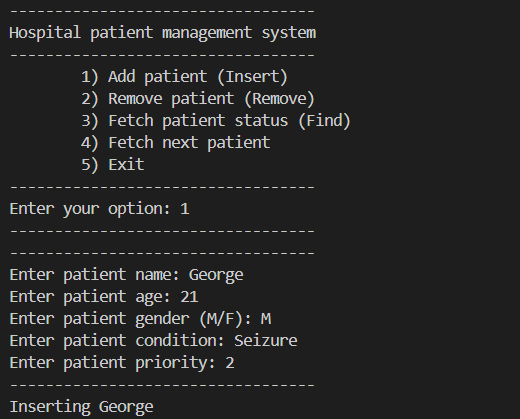 ----------------------------------
Hospital patient management system
----------------------------------
        1) Add patient (Insert)
        2) Remove patient (Remove)
        3) Fetch patient status (Find)
        4) Fetch next patient
        5) Exit
----------------------------------
Enter your option: 1
----------------------------------
----------------------------------
Enter patient name: George
Enter patient age: 21
Enter patient gender (M/F): M
Enter patient condition: Seizure
Enter patient priority: 2
----------------------------------
Inserting George